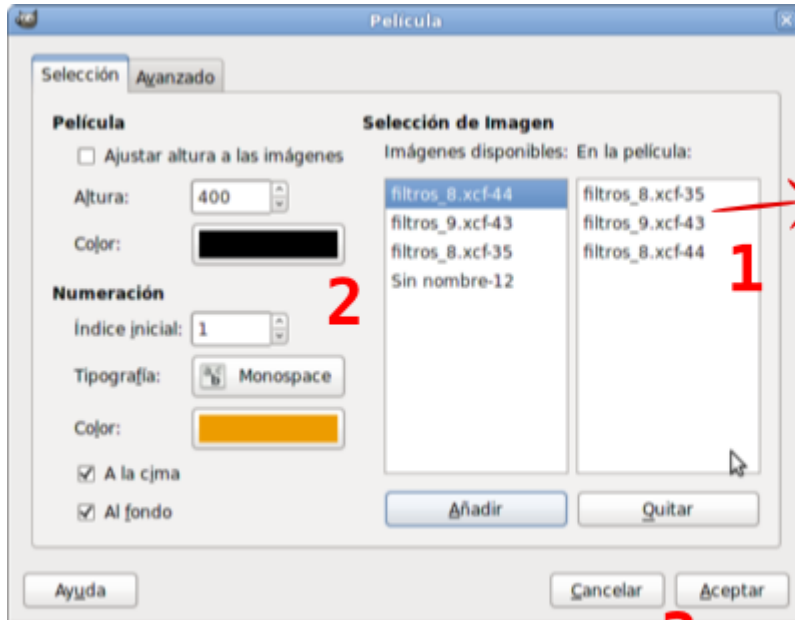 Película
Selección Avanzado
Película
Ajustar altura a las imágenes
Altura: 400
Color:
Numeración
Índice inicial: 1
Tipografía: Monospace
Color:
A la cima
Al fondo
2
Selección de Imagen
Imágenes disponibles: En la película:
filtros_8.xcf-44 filtros_8.xcf-35
filtros_9.xcf-43 filtros_9.xcf-43
filtros_8.xcf-35 filtros_8.xcf-44
Sin nombre-12
1
Añadir Quitar
Ayuda Cancelar Aceptar